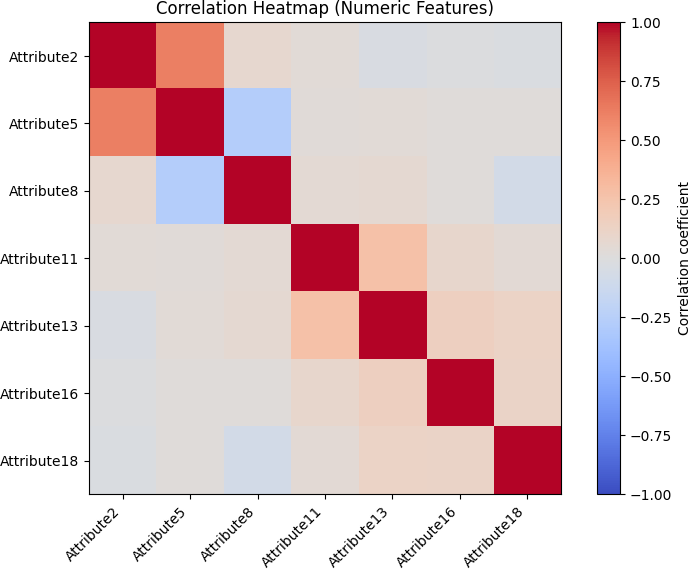 Correlation Heatmap (Numeric Features)
Attribute2
Attribute5
Attribute8
Attribute11
Attribute13
Attribute16
Attribute18
Attribute2
Attribute5
Attribute8
Attribute11
Attribute13
Attribute16
Attribute18
1.00
0.75
0.50
0.25
0.00
−0.25
−0.50
−0.75
−1.00
Correlation coefficient